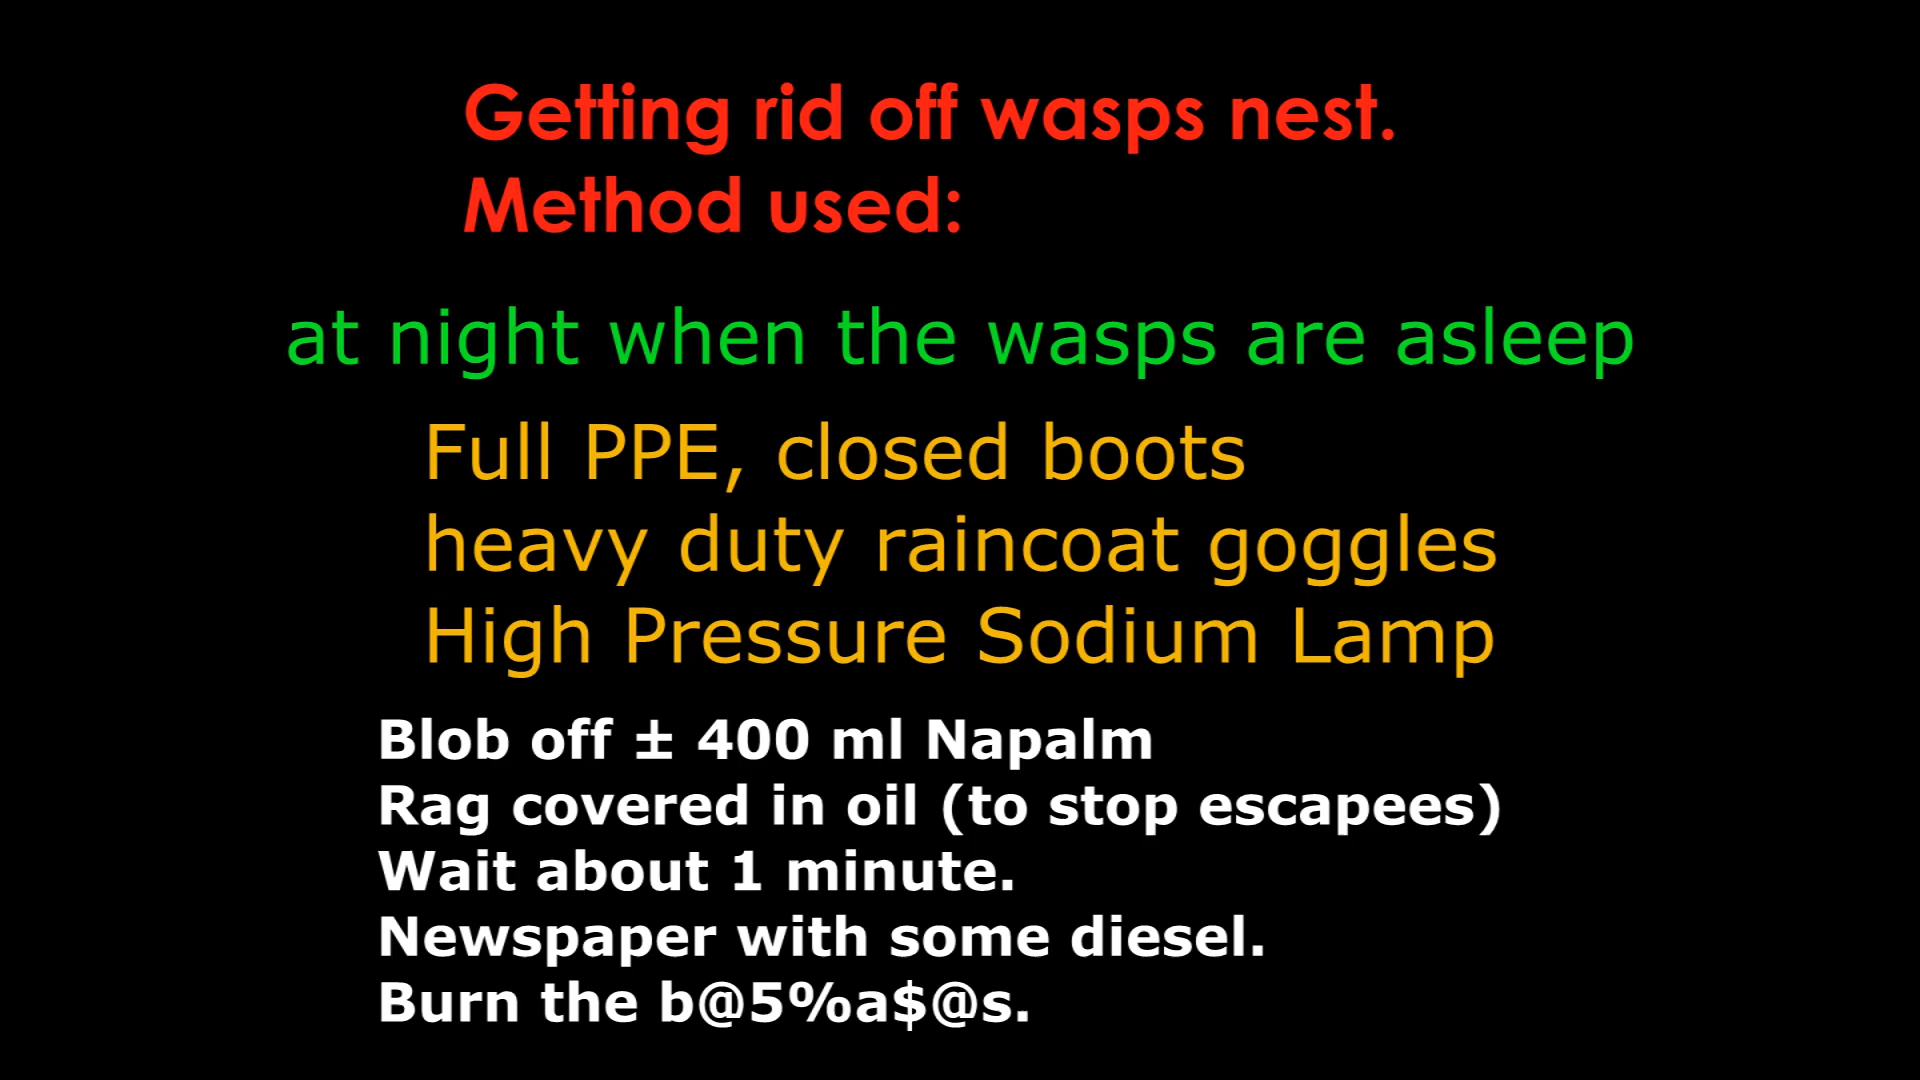 Getting rid off wasps nest.
Method used:
at night when the wasps are asleep
Full PPE, closed boots
heavy duty raincoat goggles
High Pressure Sodium Lamp
Blob off ± 400 ml Napalm
Rag covered in oil (to stop escapees)
Wait about 1 minute.
Newspaper with some diesel.
Burn the b@5%a$@s.